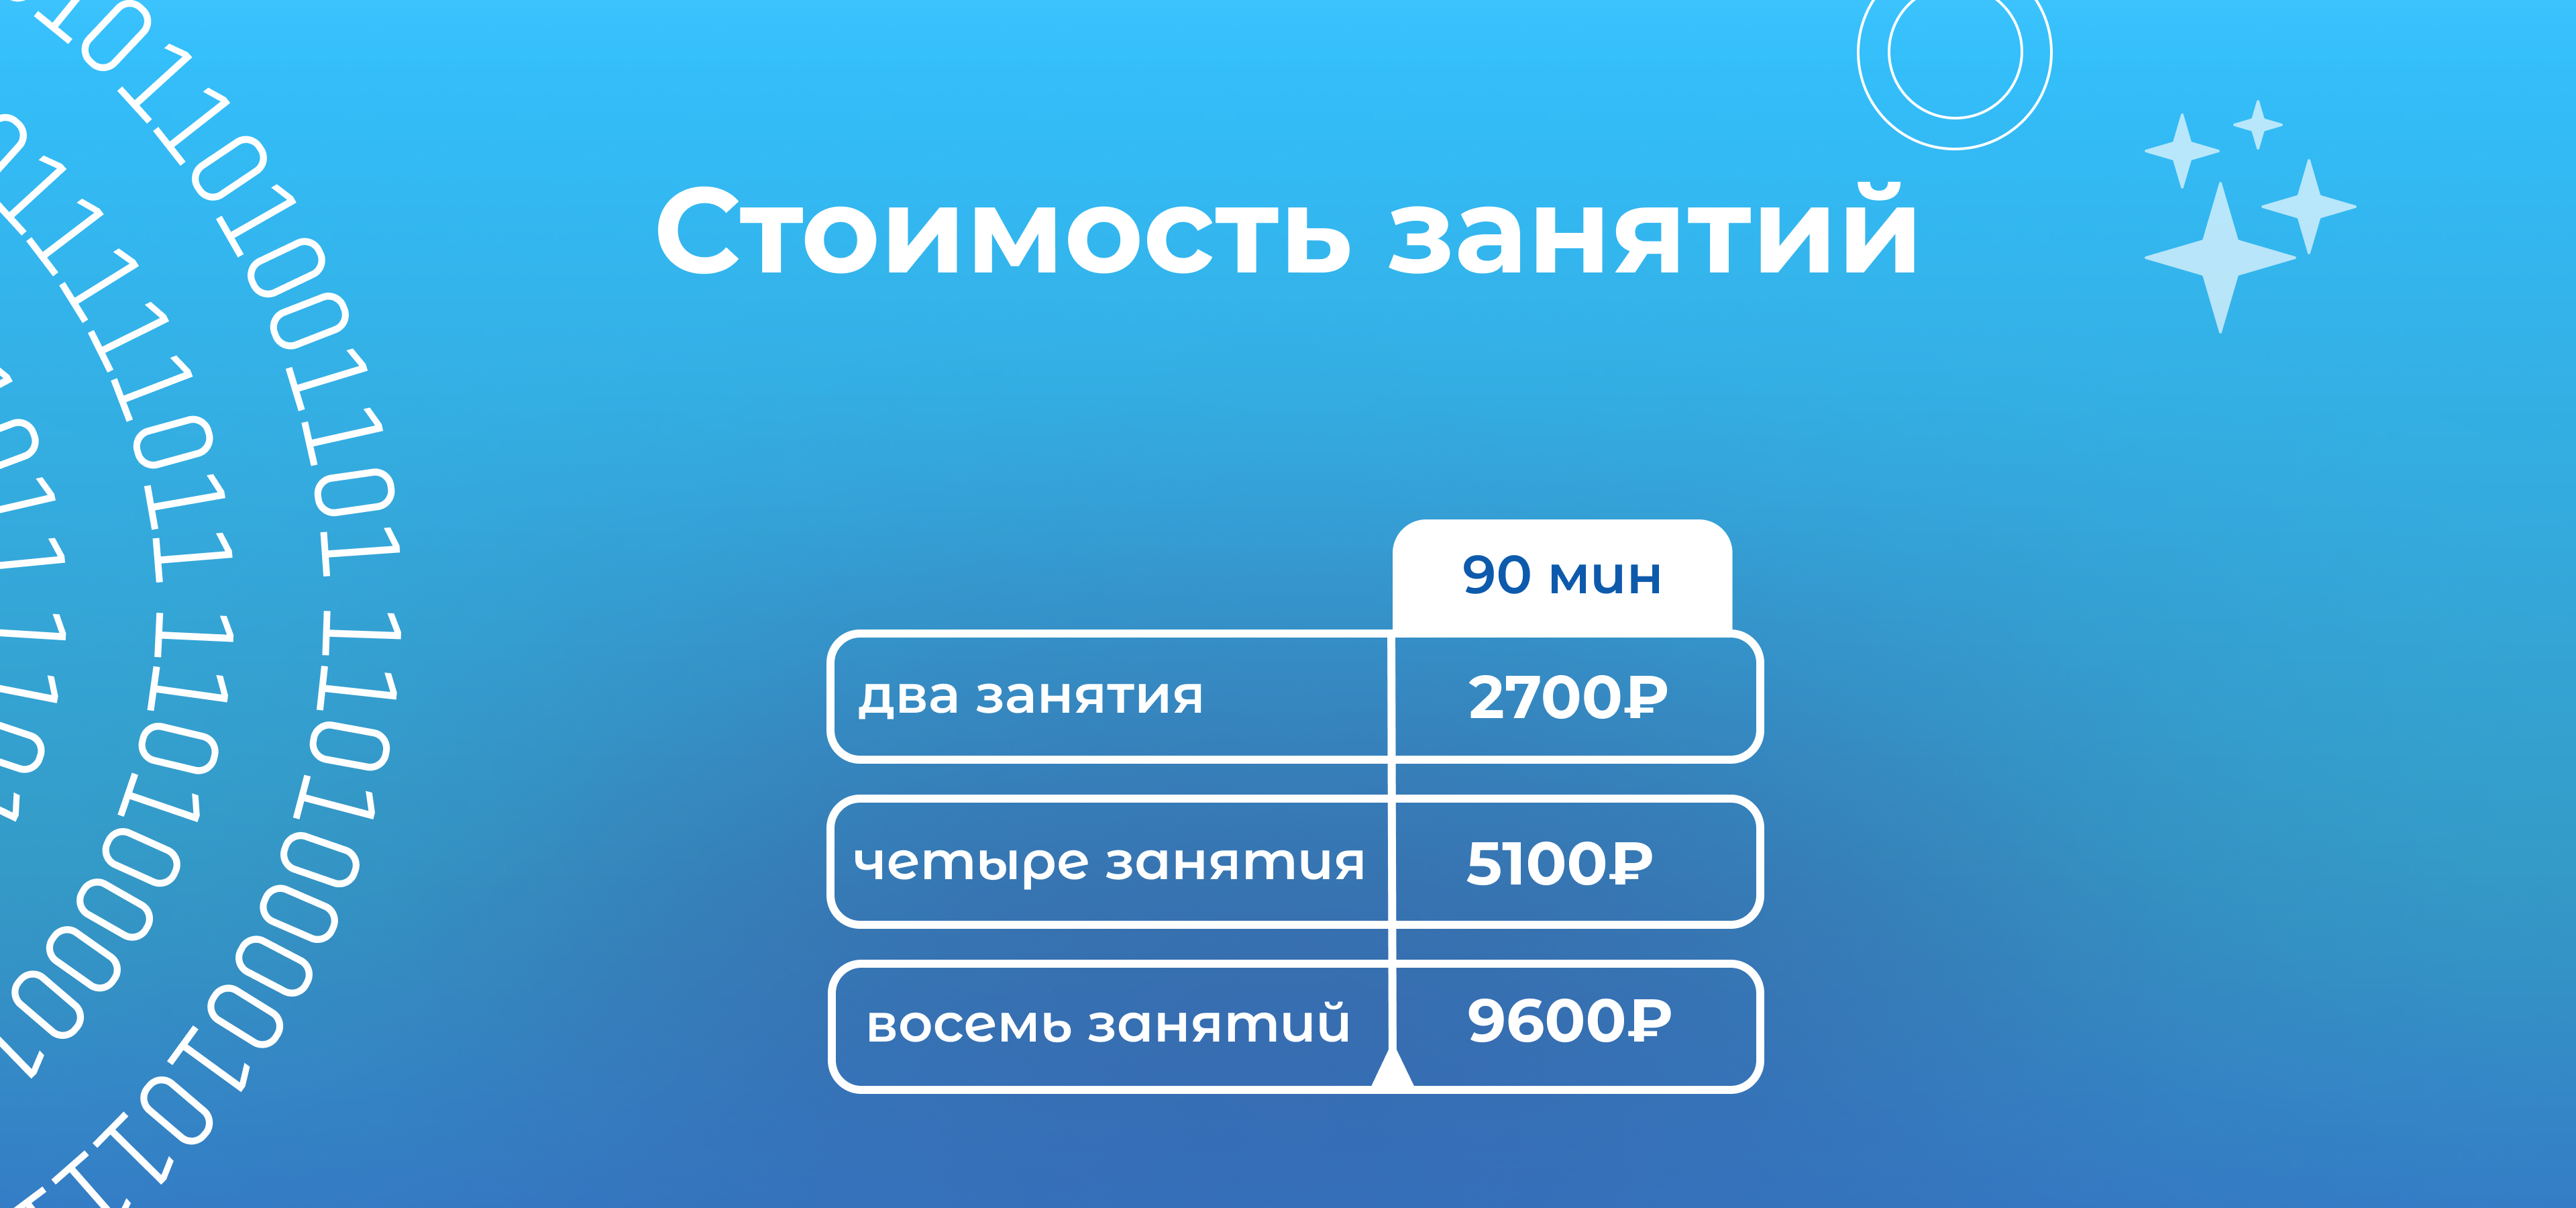 Стоимость занятий
90 мин
два занятия 2700₽
четыре занятия 5100₽
восемь занятий 9600₽